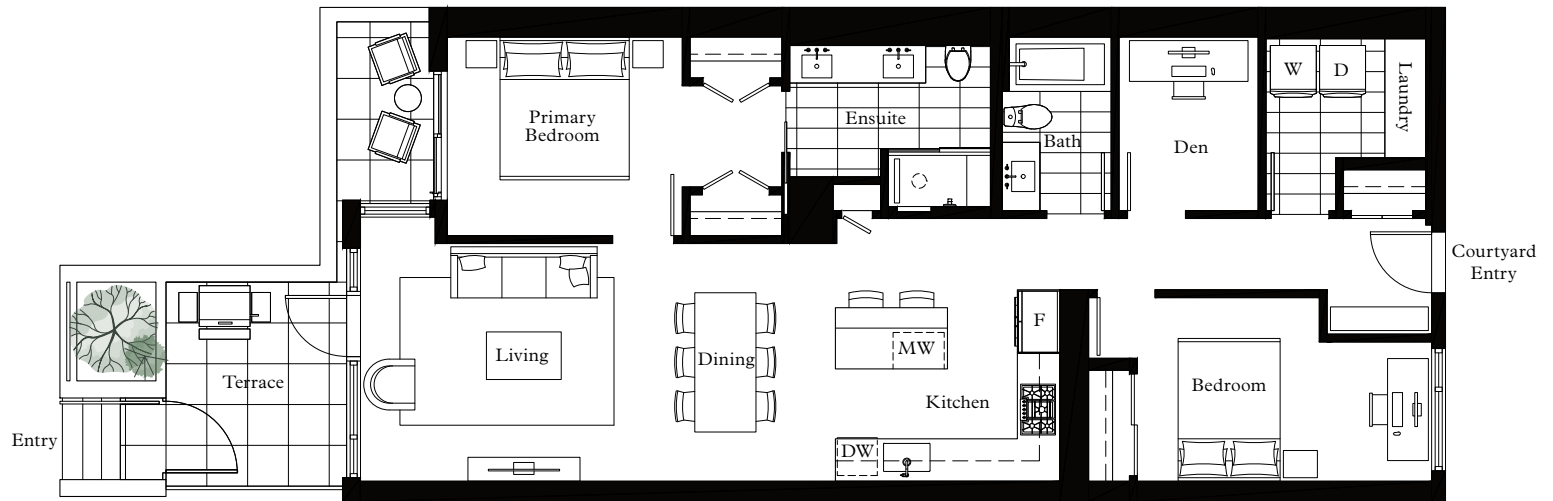 Primary
Bedroom
Ensuite
Bath
Den
W
D
Laundry
Courtyard
Entry
Living
Dining
MW
F
Kitchen
DW
Bedroom
Terrace
Entry